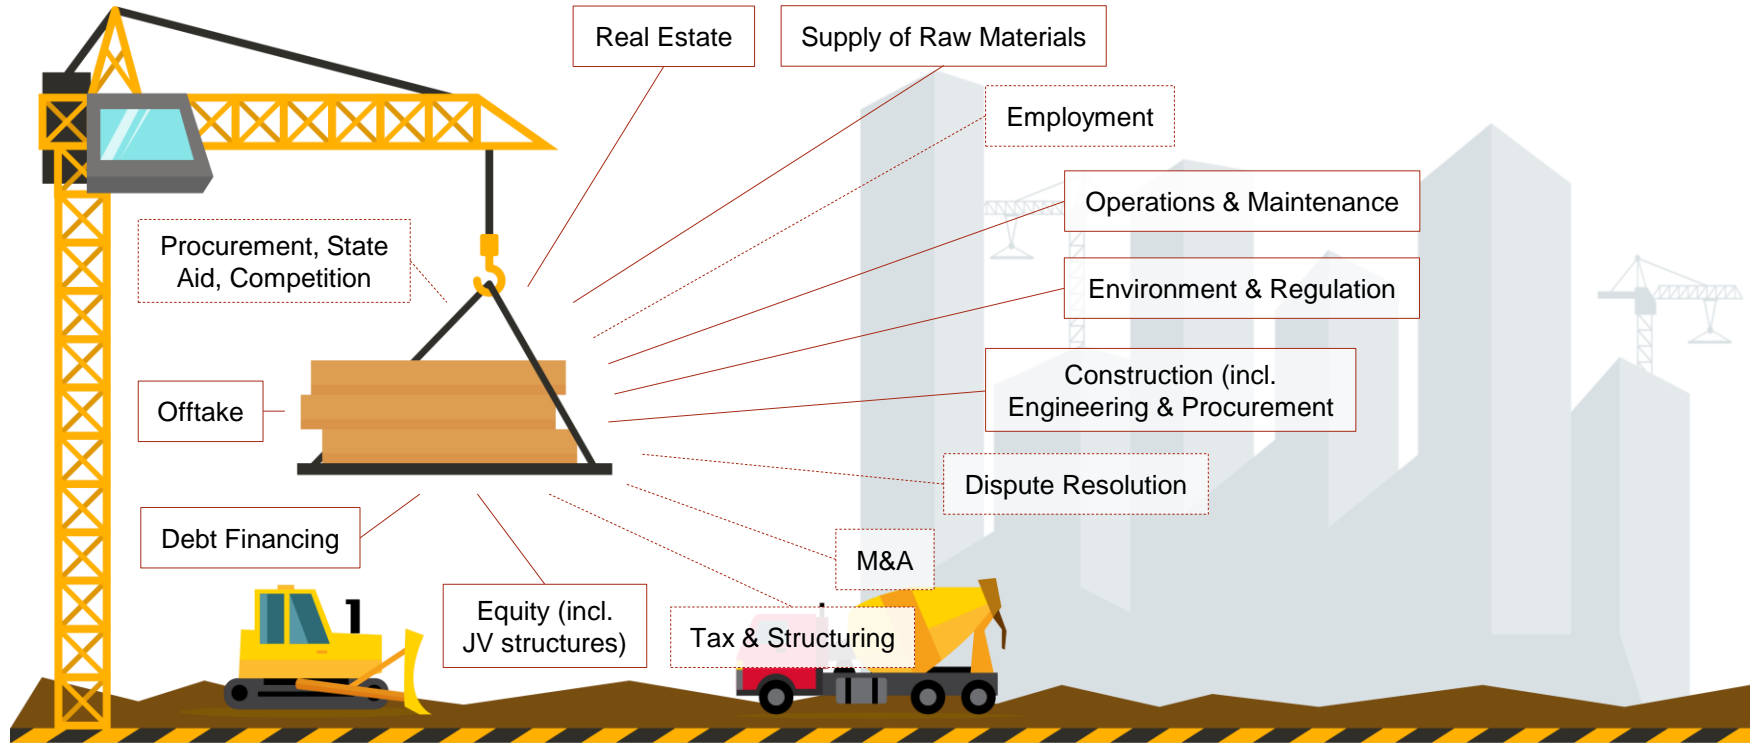 Real Estate
Supply of Raw Materials
Employment
Operations & Maintenance
Procurement, State
Aid, Competition
Environment & Regulation
Construction (incl.
Engineering & Procurement
Offtake
Dispute Resolution
Debt Financing
M&A
Equity (incl.
JV structures)
Tax & Structuring